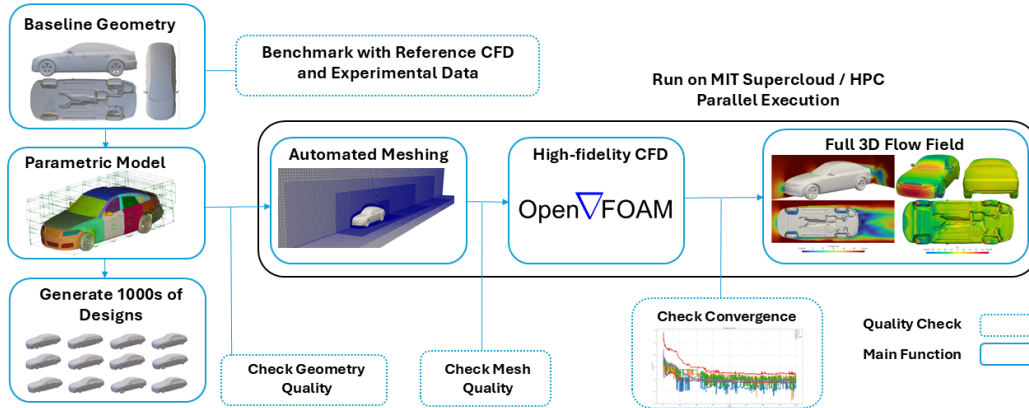 Baseline Geometry
Benchmark with Reference CFD
and Experimental Data
Run on MIT Supercloud / HPC
Parallel Execution
Parametric Model
Automated Meshing
High-fidelity CFD
Full 3D Flow Field
Open∇FOAM
Generate 1000s of
Designs
Check Geometry
Quality
Check Mesh
Quality
Check Convergence
Quality Check
Main Function